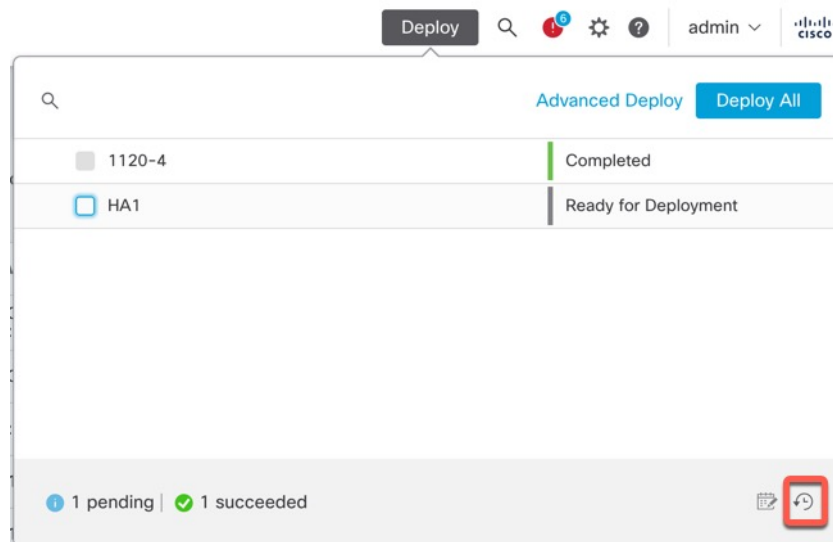 Deploy 6 admin
CISCO
Advanced Deploy Deploy All
1120-4 Completed
HA1 Ready for Deployment
1 pending 1 succeeded